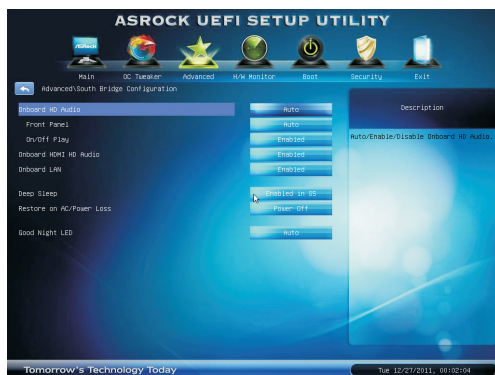 ASROCK UEFI SETUP UTILITY
ASRock
Main OC Tweaker Advanced H/W Monitor Boot Security Exit
Advanced\South Bridge Configuration
Description
Onboard HD Audio Auto
Auto/Enable/Disable Onboard HD Audio.
Front Panel Auto
On/Off Play Enabled
Onboard HDMI HD Audio Enabled
Onboard LAN Enabled
Deep Sleep Enabled in S5
Restore on AC/Power Loss Power Off
Good Night LED Auto
Tomorrow's Technology Today
Tue 12/27/2011, 00:02:04